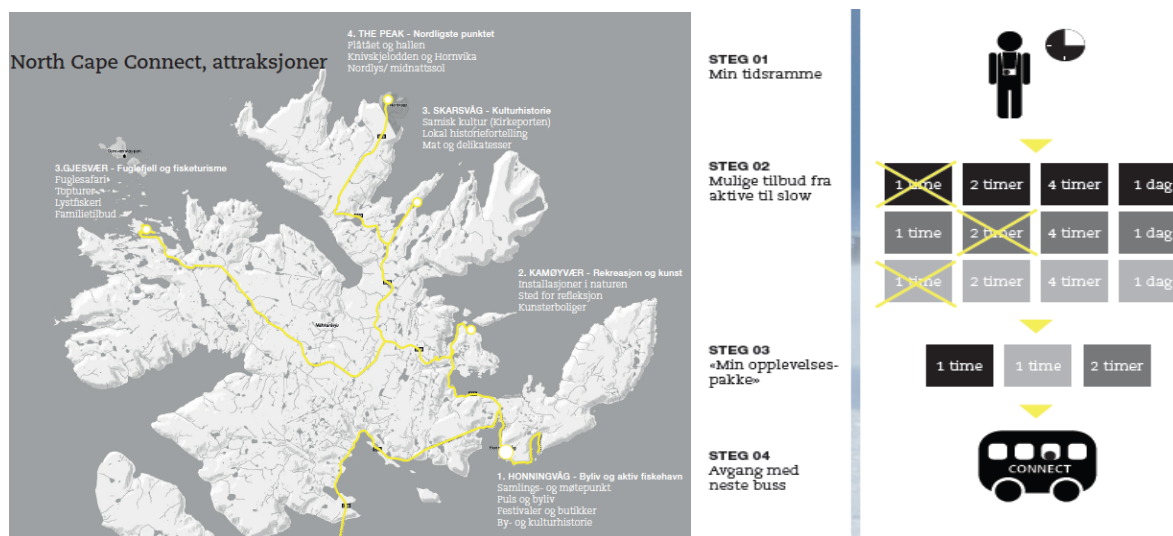 North Cape Connect, attraksjoner
4. THE PEAK - Nordligste punktet
Plåtået og hallen
Knivskjelodden og Hornvika
Nordlys/ midnattssol
3. SKARSVÅG - Kulturhistorie
Samisk kultur (Kirkeporten)
Lokal historiefortelling
Mat og delikatesser
3.GJESVÆR - Fuglefjell og fisketurisme
Fuglesafari
Topturer
Lystfiskeri
Familietilbud
2. KAMØYVÆR - Rekreasjon og kunst
Installasjoner i naturen
Sted for refleksjon
Kunsterboliger
1. HONNINGVÅG - Byliv og aktiv fiskehavn
Samlings- og møtepunkt
Puls og byliv
Festivaler og butikker
By- og kulturhistorie
STEG 01
Min tidsramme
STEG 02
Mulige tilbud fra
aktive til slow
1 time 2 timer 4 timer 1 dag
1 time 2 timer 4 timer 1 dag
1 time 2 timer 4 timer 1 dag
STEG 03
«Min opplevelses-
pakke»
1 time 1 time 2 timer
STEG 04
Avgang med
neste buss
CONNECT